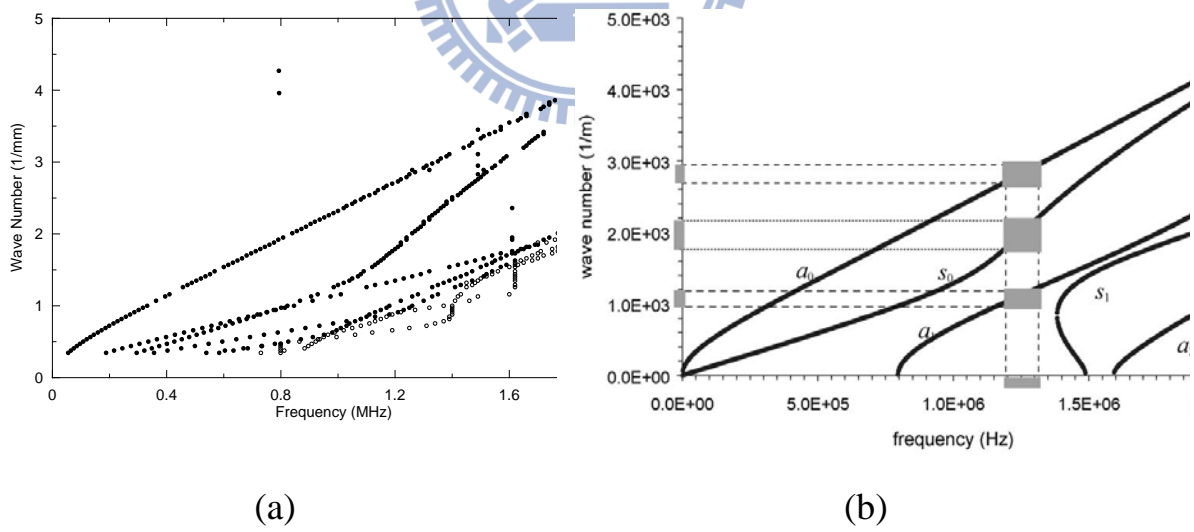 5
4
3
2
1
0
Wave Number (1/mm)
0
0.4
0.8
1.2
1.6
Frequency (MHz)
(a)
5.0E+03
4.0E+03
3.0E+03
2.0E+03
1.0E+03
0.0E+00
wave number (1/m)
a0
s0
s1
0.0E+00
5.0E+05
1.0E+06
1.5E+06
frequency (Hz)
(b)